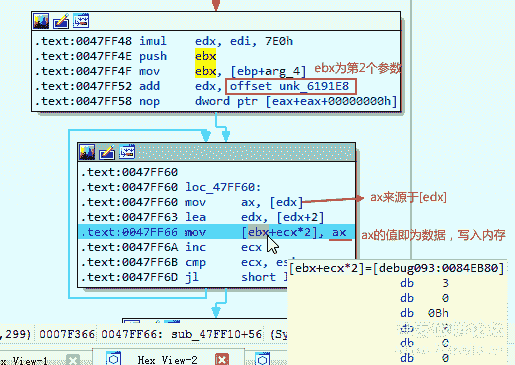 .text:0047FF48 imul    edx, edi, 7E0h
.text:0047FF4E push    ebx
.text:0047FF4F mov     ebx, [ebp+arg_4]
ebx为第2个参数
.text:0047FF52 add     edx, offset unk_6191E8
.text:0047FF58 nop     dword ptr [eax+eax+00000000h]
.text:0047FF60
.text:0047FF60 loc_47FF60:
.text:0047FF60 mov     ax, [edx]
ax来源于[edx]
.text:0047FF63 lea     edx, [edx+2]
.text:0047FF66 mov     [ebx+ecx*2], ax
ax的值即为数据，写入内存
.text:0047FF6A inc     ecx
.text:0047FF6B cmp     ecx,
.text:0047FF6D jl      short
[ebx+ecx*2]=[debug093:0084EB80]
db    3
db    0
db  0Bh
db    0
db
db    0
,299) 0007F366 0047FF66: sub_47FF10+56 (Sy
x View-1
Hex View-2